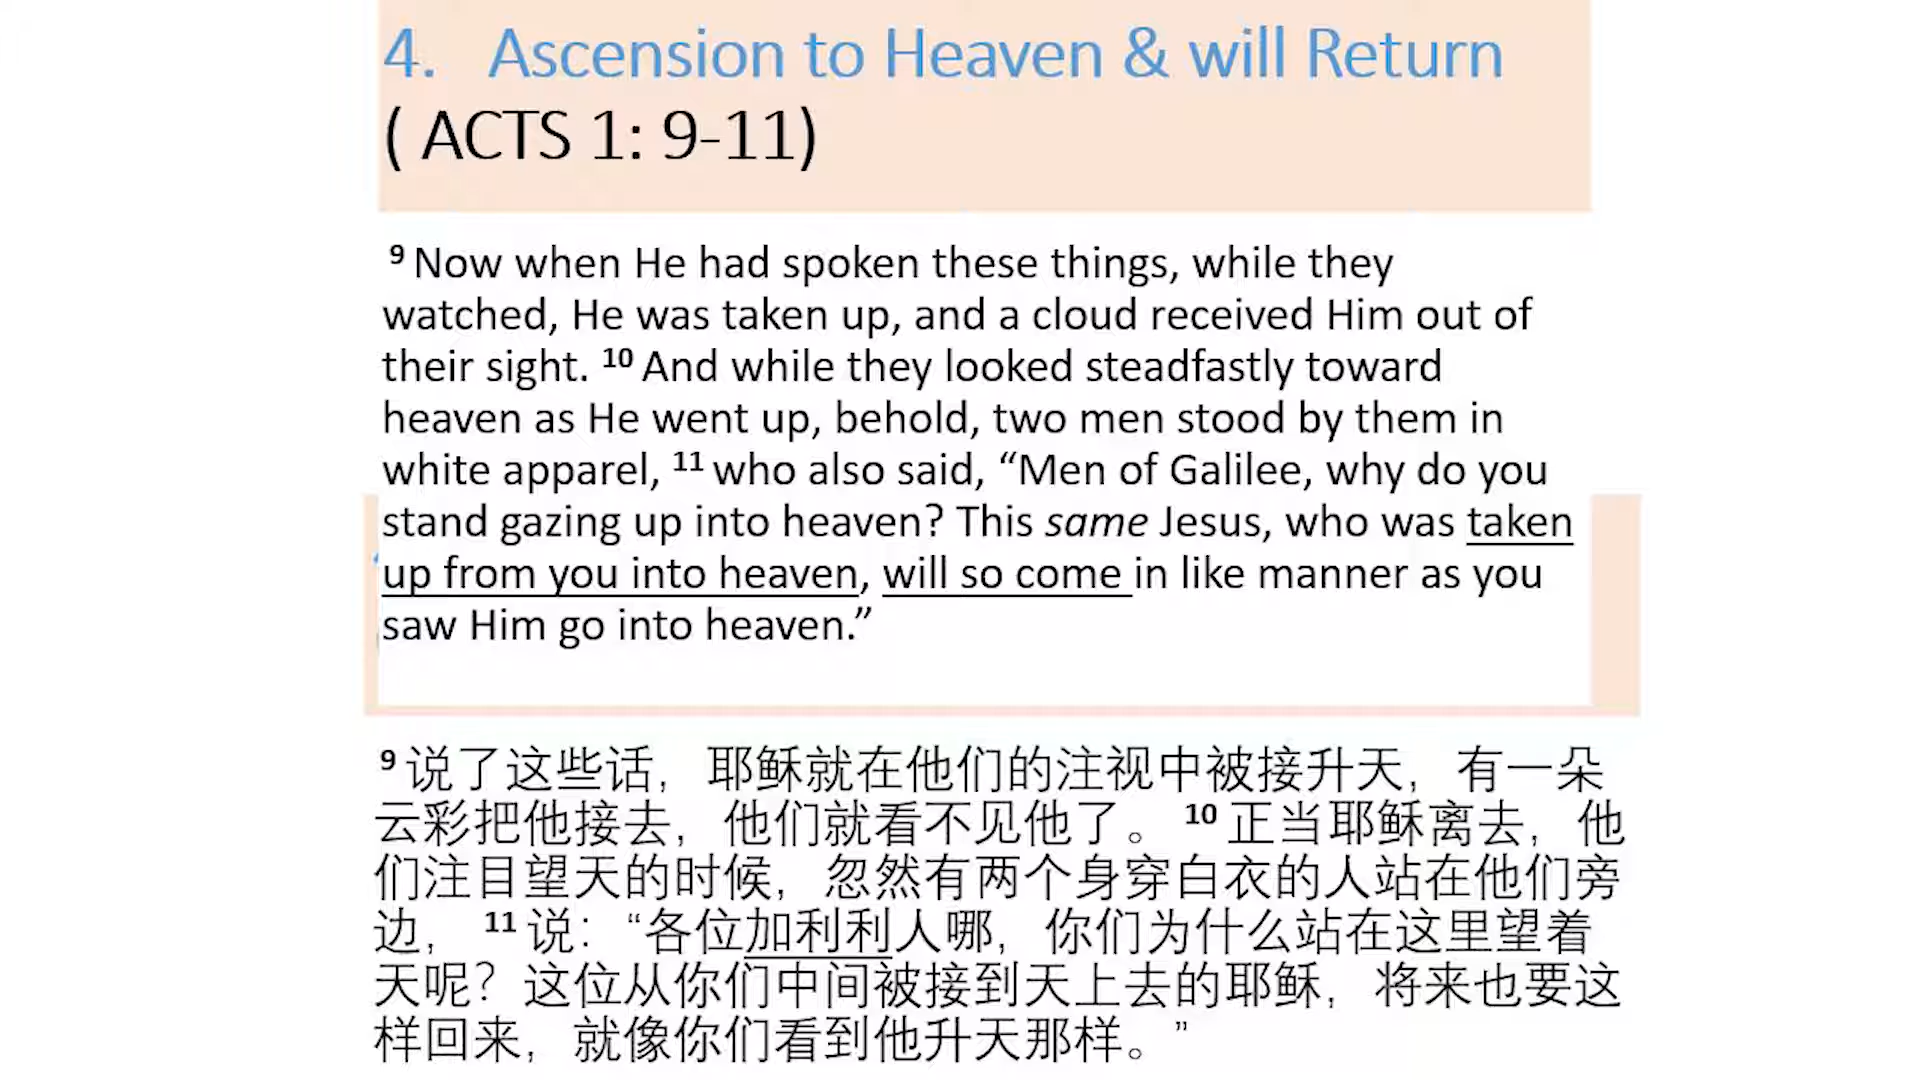 4. Ascension to Heaven & will Return
( ACTS 1: 9-11)
9 Now when He had spoken these things, while they
watched, He was taken up, and a cloud received Him out of
their sight. 10 And while they looked steadfastly toward
heaven as He went up, behold, two men stood by them in
white apparel, 11 who also said, “Men of Galilee, why do you
stand gazing up into heaven? This same Jesus, who was taken
up from you into heaven, will so come in like manner as you
saw Him go into heaven.”
9 说了这些话，耶稣就在他们的注视中被接升天，有一朵
云彩把他接去，他们就看不见他了。10 正当耶稣离去，他
们注目望天的时候，忽然有两个身穿白衣的人站在他们旁
边，11 说：“各位加利利人哪，你们为什么站在这里望着
天呢？这位从你们中间被接到天上去的耶稣，将来也要这
样回来，就像你们看到他升天那样。”